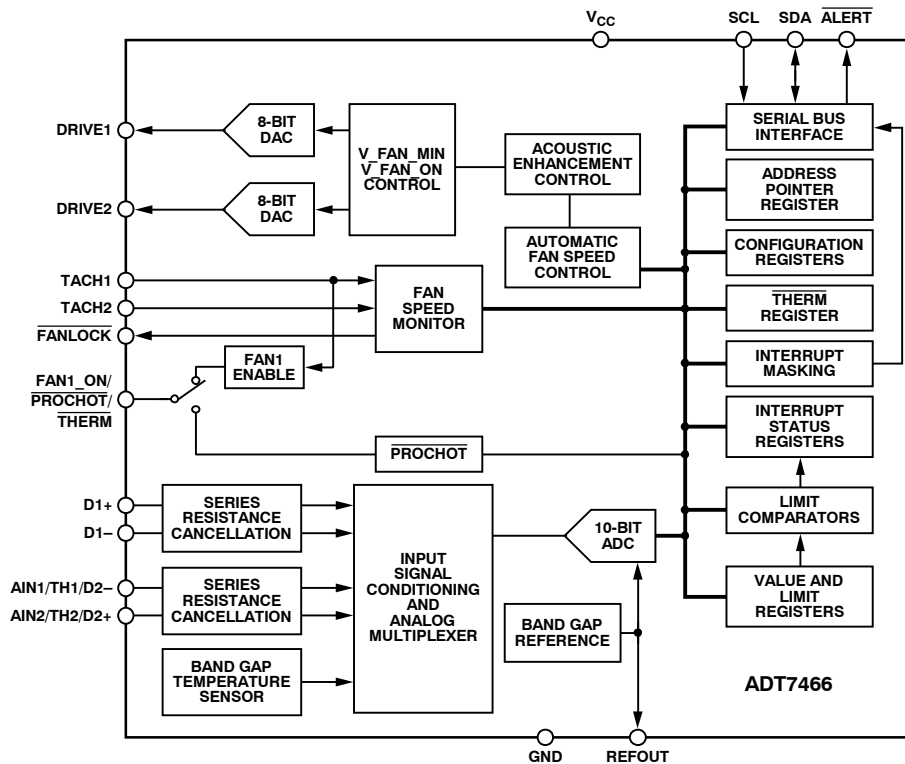 VCC
SCL
SDA
ALERT
DRIVE1
8-BIT
DAC
V_FAN_MIN
V_FAN_ON
CONTROL
ACOUSTIC
ENHANCEMENT
CONTROL
SERIAL BUS
INTERFACE
ADDRESS
POINTER
REGISTER
DRIVE2
8-BIT
DAC
AUTOMATIC
FAN SPEED
CONTROL
CONFIGURATION
REGISTERS
TACH1
TACH2
FANLOCK
FAN
SPEED
MONITOR
THERM
REGISTER
FAN1_ON/
PROCHOT/
THERM
FAN1
ENABLE
INTERRUPT
MASKING
INTERRUPT
STATUS
REGISTERS
PROCHOT
D1+
D1–
SERIES
RESISTANCE
CANCELLATION
INPUT
SIGNAL
CONDITIONING
AND
ANALOG
MULTIPLEXER
10-BIT
ADC
LIMIT
COMPARATORS
AIN1/TH1/D2–
AIN2/TH2/D2+
SERIES
RESISTANCE
CANCELLATION
VALUE AND
LIMIT
REGISTERS
BAND GAP
REFERENCE
BAND GAP
TEMPERATURE
SENSOR
ADT7466
GND
REFOUT